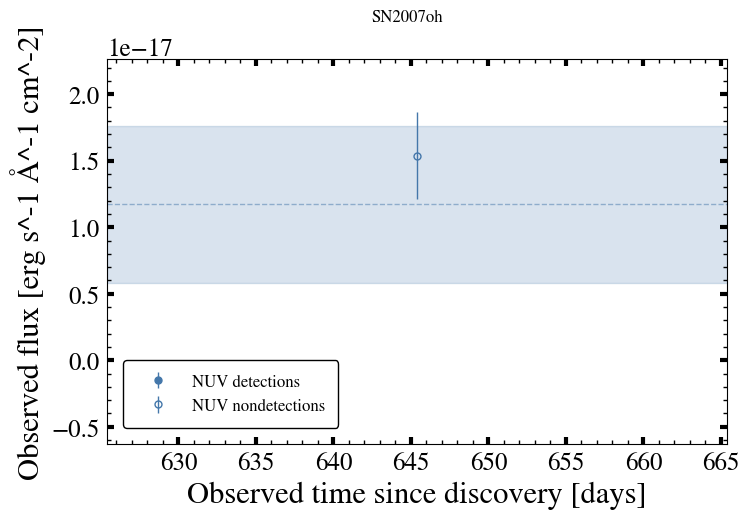 SN2007oh
1e−17
Observed flux [erg s^-1 Å^-1 cm^-2]
2.0
1.5
1.0
0.5
0.0
−0.5
NUV detections
NUV nondetections
630 635 640 645 650 655 660 665
Observed time since discovery [days]